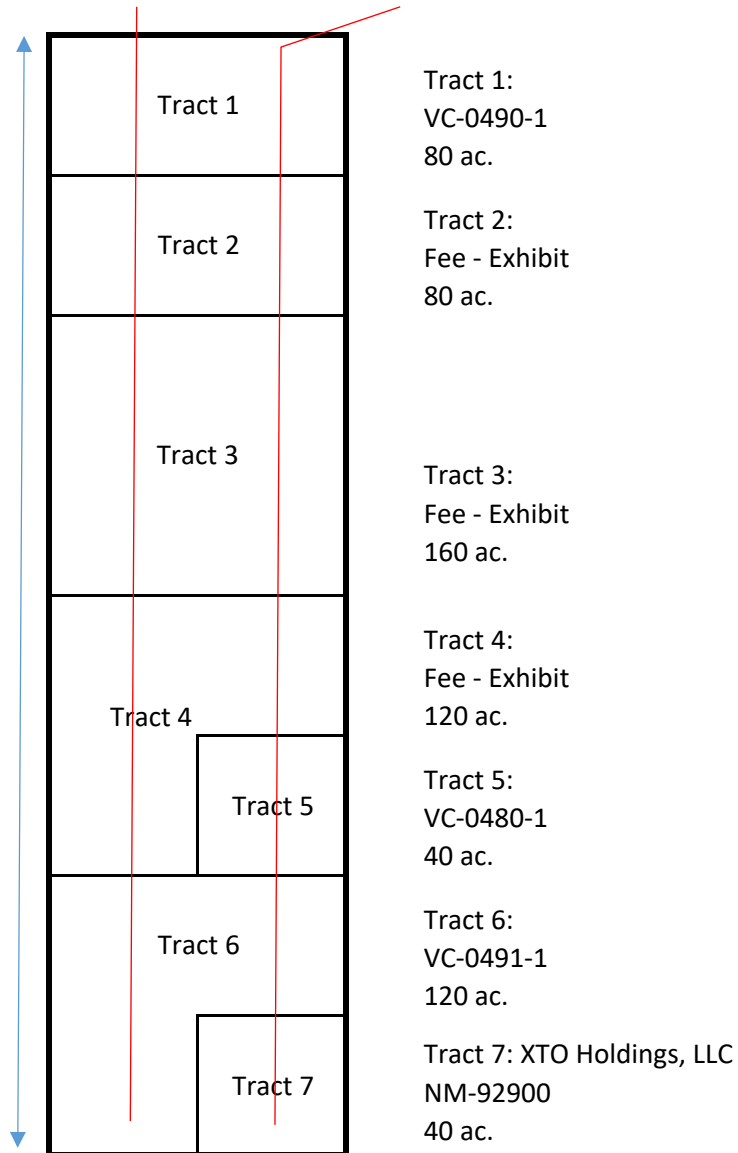 Tract 1
Tract 1:
VC-0490-1
80 ac.
Tract 2
Tract 2:
Fee - Exhibit
80 ac.
Tract 3
Tract 3:
Fee - Exhibit
160 ac.
Tract 4
Tract 4:
Fee - Exhibit
120 ac.
Tract 5
Tract 5:
VC-0480-1
40 ac.
Tract 6
Tract 6:
VC-0491-1
120 ac.
Tract 7
Tract 7: XTO Holdings, LLC
NM-92900
40 ac.